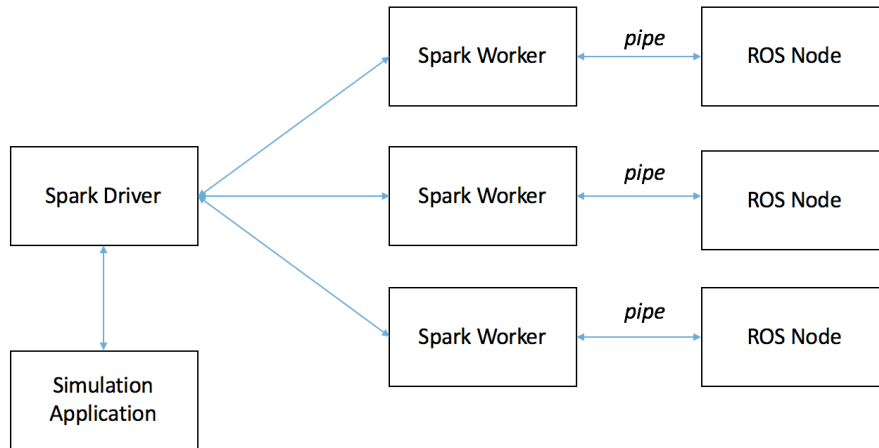 Spark Worker
pipe
ROS Node
Spark Driver
Spark Worker
pipe
ROS Node
Spark Worker
pipe
ROS Node
Simulation
Application